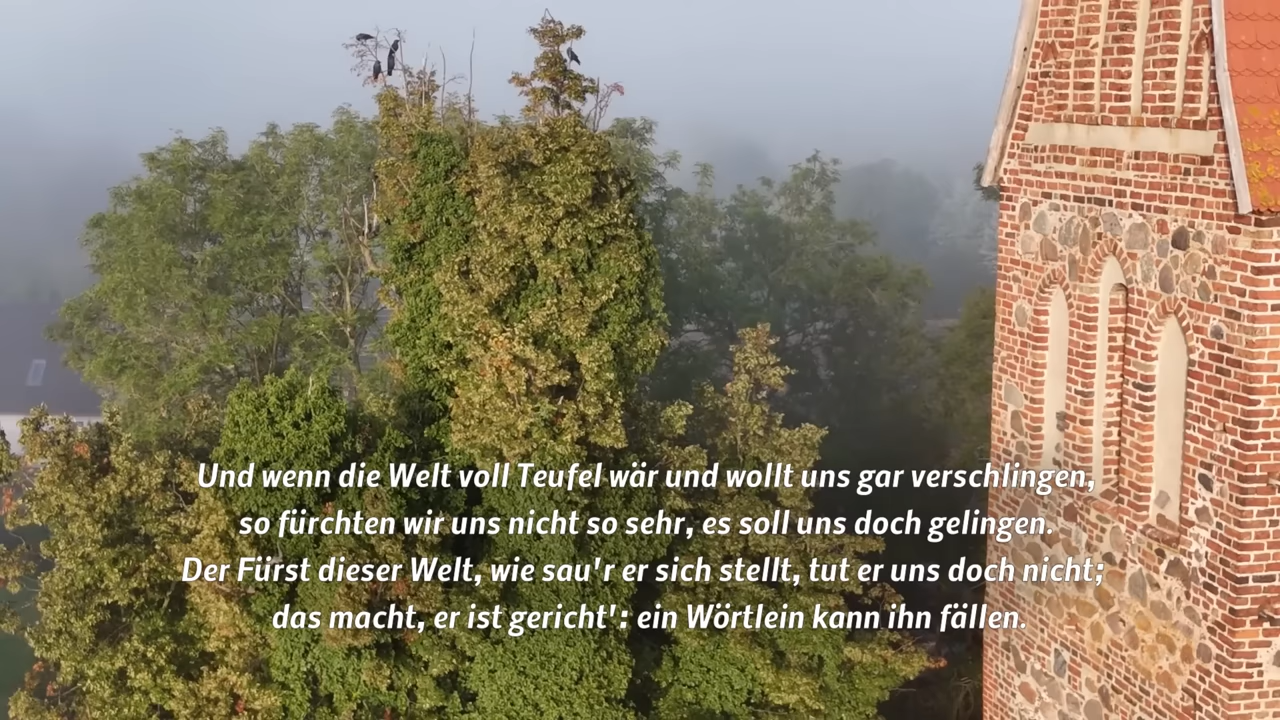 Und wenn die Welt voll Teufel wär und wollt uns gar verschlingen,
so fürchten wir uns nicht so sehr, es soll uns doch gelingen.
Der Fürst dieser Welt, wie sau'r er sich stellt, tut er uns doch nicht;
das macht, er ist gericht': ein Wörtlein kann ihn fällen.